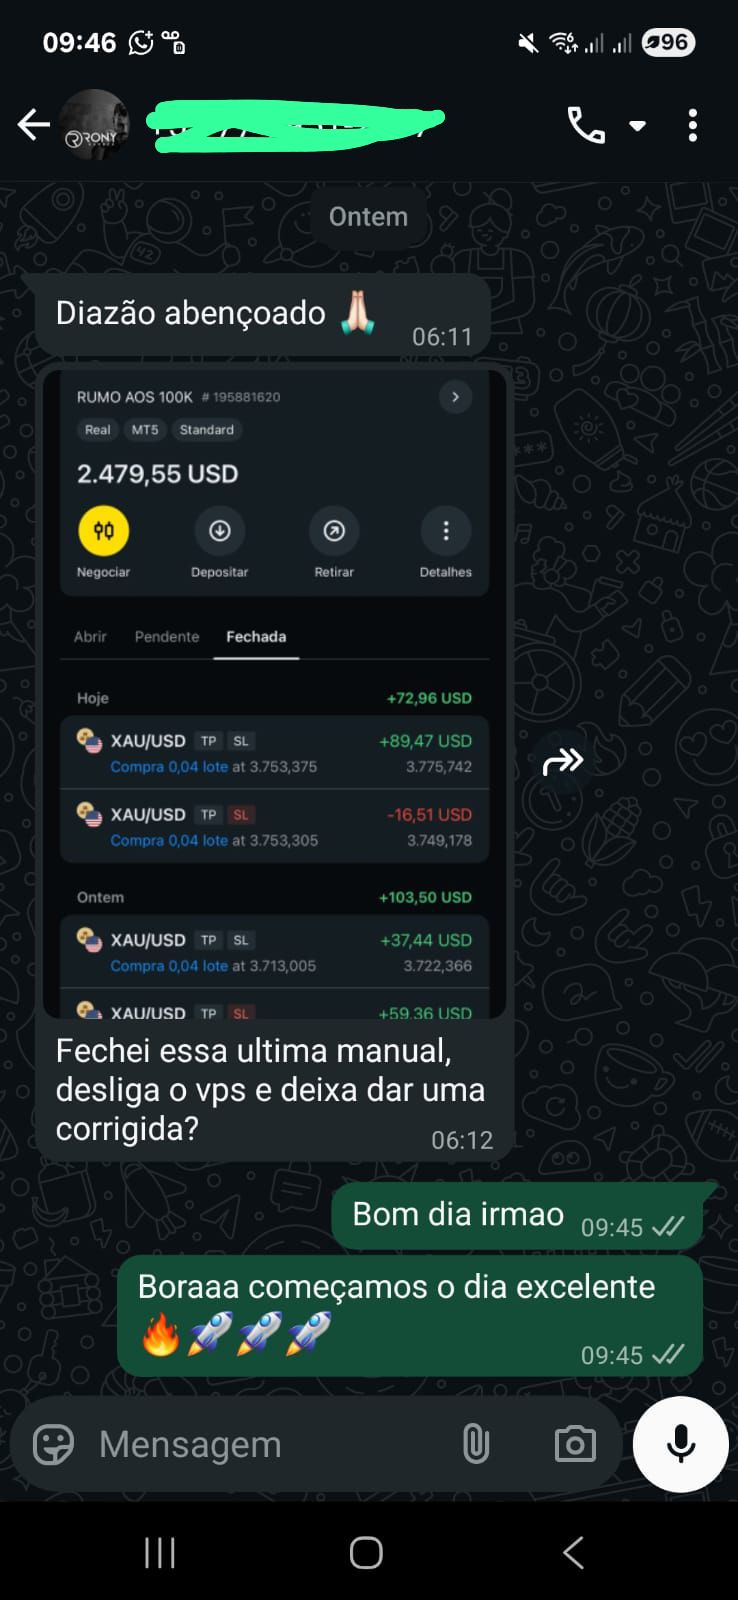 09:46
96
RONY
Ontem
Diazão abençoado 🙏🏻
06:11
RUMO AOS 100K # 195881620
Real MT5 Standard
2.479,55 USD
Negociar Depositar Retirar Detalhes
Abrir Pendente Fechada
Hoje +72,96 USD
XAU/USD TP SL +89,47 USD
Compra 0,04 lote at 3.753,375 3.775,742
XAU/USD TP SL -16,51 USD
Compra 0,04 lote at 3.753,305 3.749,178
Ontem +103,50 USD
XAU/USD TP SL +37,44 USD
Compra 0,04 lote at 3.713,005 3.722,366
XAU/USD TP SL +59,36 USD
Fechei essa ultima manual,
desliga o vps e deixa dar uma
corrigida?
06:12
Bom dia irmao 09:45
Boraaa começamos o dia excelente
🔥🚀🚀🚀
09:45
Mensagem